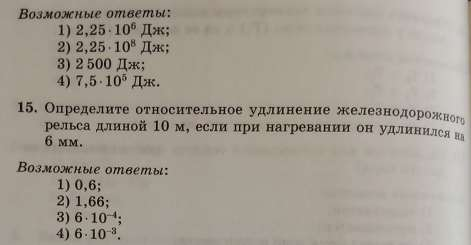 Возможные ответы:
1) 2,25 · 10⁶ Дж;
2) 2,25 · 10⁸ Дж;
3) 2 500 Дж;
4) 7,5 · 10⁵ Дж.
15. Определите относительное удлинение железнодорожного
рельса длиной 10 м, если при нагревании он удлинился на
6 мм.
Возможные ответы:
1) 0,6;
2) 1,66;
3) 6 · 10⁻⁴;
4) 6 · 10⁻³.